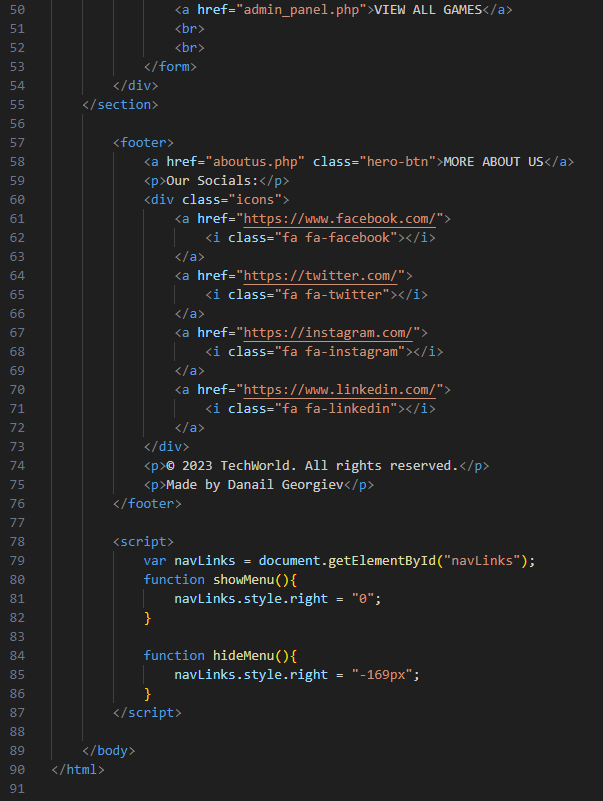 50 <a href="admin_panel.php">VIEW ALL GAMES</a>
51 <br>
52 <br>
53 </form>
54 </div>
55 </section>
56
57 <footer>
58 <a href="aboutus.php" class="hero-btn">MORE ABOUT US</a>
59 <p>Our Socials:</p>
60 <div class="icons">
61 <a href="https://www.facebook.com/">
62 <i class="fa fa-facebook"></i>
63 </a>
64 <a href="https://twitter.com/">
65 <i class="fa fa-twitter"></i>
66 </a>
67 <a href="https://instagram.com/">
68 <i class="fa fa-instagram"></i>
69 </a>
70 <a href="https://www.linkedin.com/">
71 <i class="fa fa-linkedin"></i>
72 </a>
73 </div>
74 <p>© 2023 TechWorld. All rights reserved.</p>
75 <p>Made by Danail Georgiev</p>
76 </footer>
77
78 <script>
79 var navLinks = document.getElementById("navLinks");
80 function showMenu(){
81 navLinks.style.right = "0";
82 }
83
84 function hideMenu(){
85 navLinks.style.right = "-169px";
86 }
87 </script>
88
89 </body>
90 </html>
91